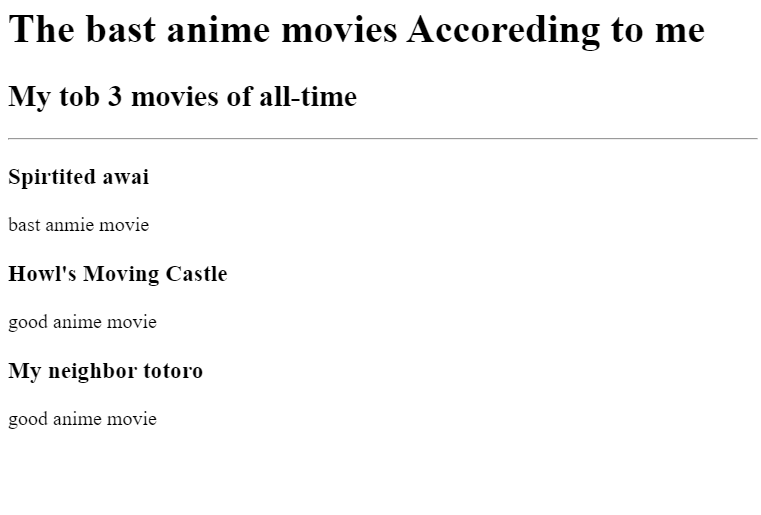 The bast anime movies Accoreding to me
My tob 3 movies of all-time
Spirtited awai
bast anmie movie
Howl's Moving Castle
good anime movie
My neighbor totoro
good anime movie